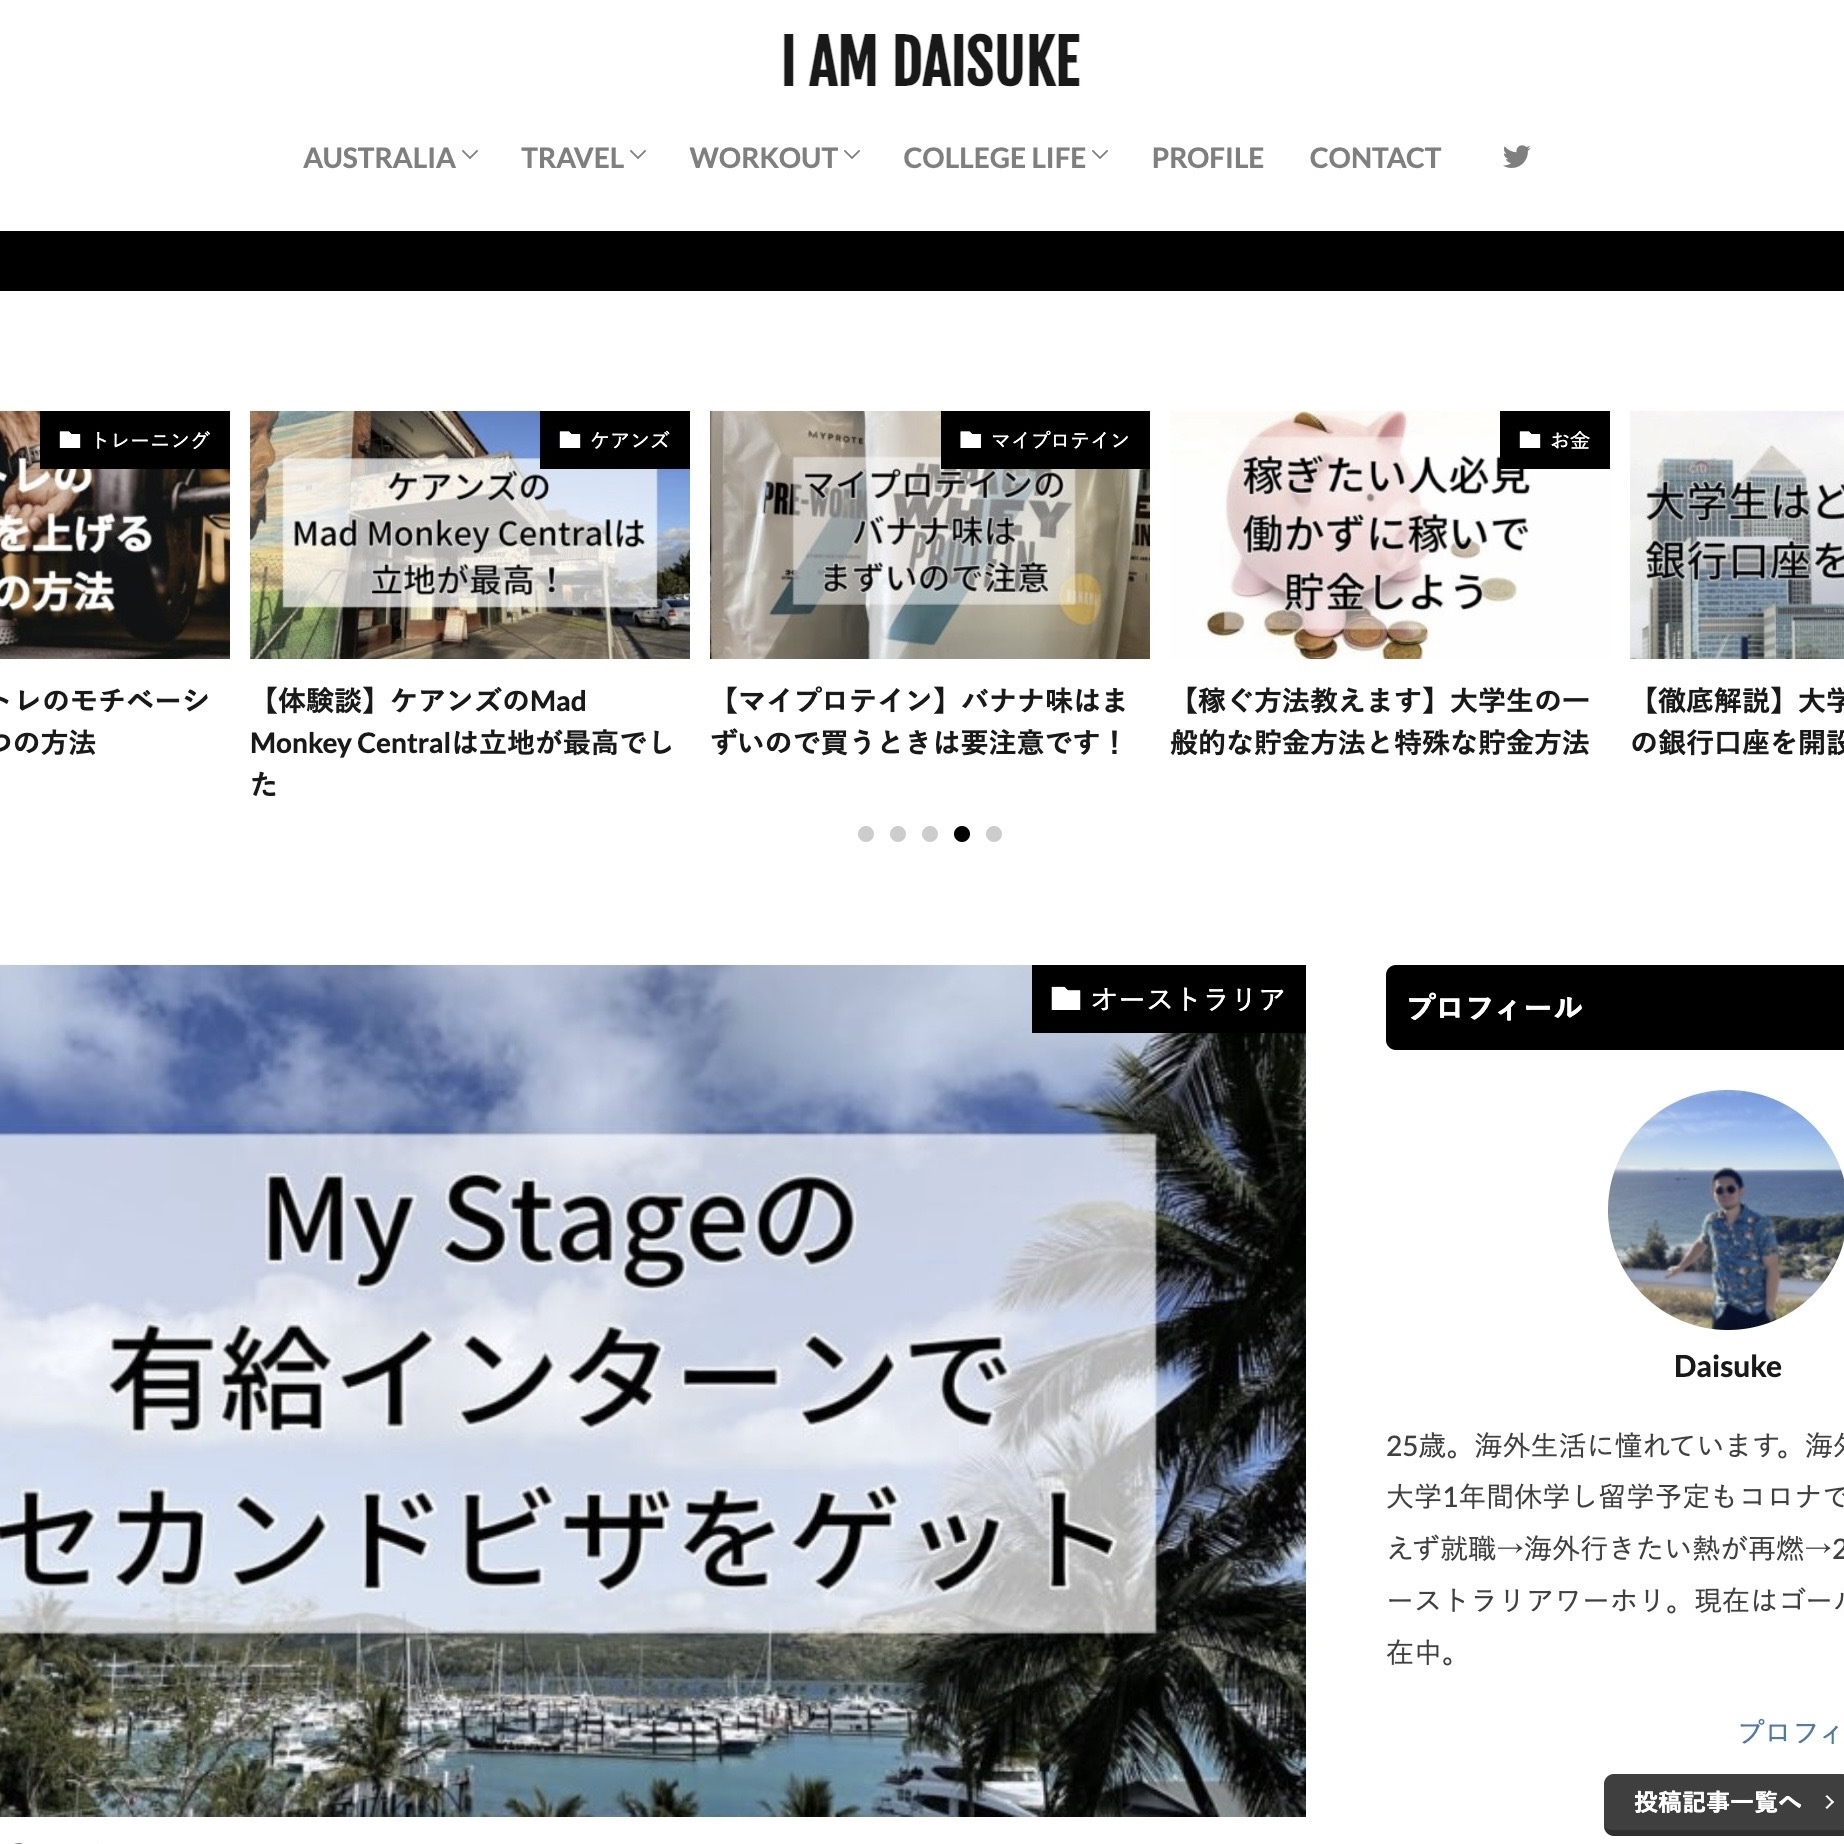 I AM DAISUKE
AUSTRALIA TRAVEL WORKOUT COLLEGE LIFE PROFILE CONTACT
トレーニング
トレの
を上げる
の方法
トレのモチベーシ
つの方法
ケアンズ
ケアンズの
Mad Monkey Centralは
立地が最高！
【体験談】ケアンズのMad
Monkey Centralは立地が最高でし
た
マイプロテイン
MYPROTE
PRE-WORK
WHEY
PROTEIN
マイプロテインの
バナナ味は
まずいので注意
【マイプロテイン】バナナ味はま
ずいので買うときは要注意です！
お金
稼ぎたい人必見
働かずに稼いで
貯金しよう
【稼ぐ方法教えます】大学生の一
般的な貯金方法と特殊な貯金方法
大学生はど
銀行口座を
【徹底解説】大学
の銀行口座を開設
オーストラリア
My Stageの
有給インターンで
セカンドビザをゲット
プロフィール
Daisuke
25歳。海外生活に憧れています。海外
大学1年間休学し留学予定もコロナで
えず就職→海外行きたい熱が再燃→2
ーストラリアワーホリ。現在はゴール
在中。
プロフィ
投稿記事一覧へ